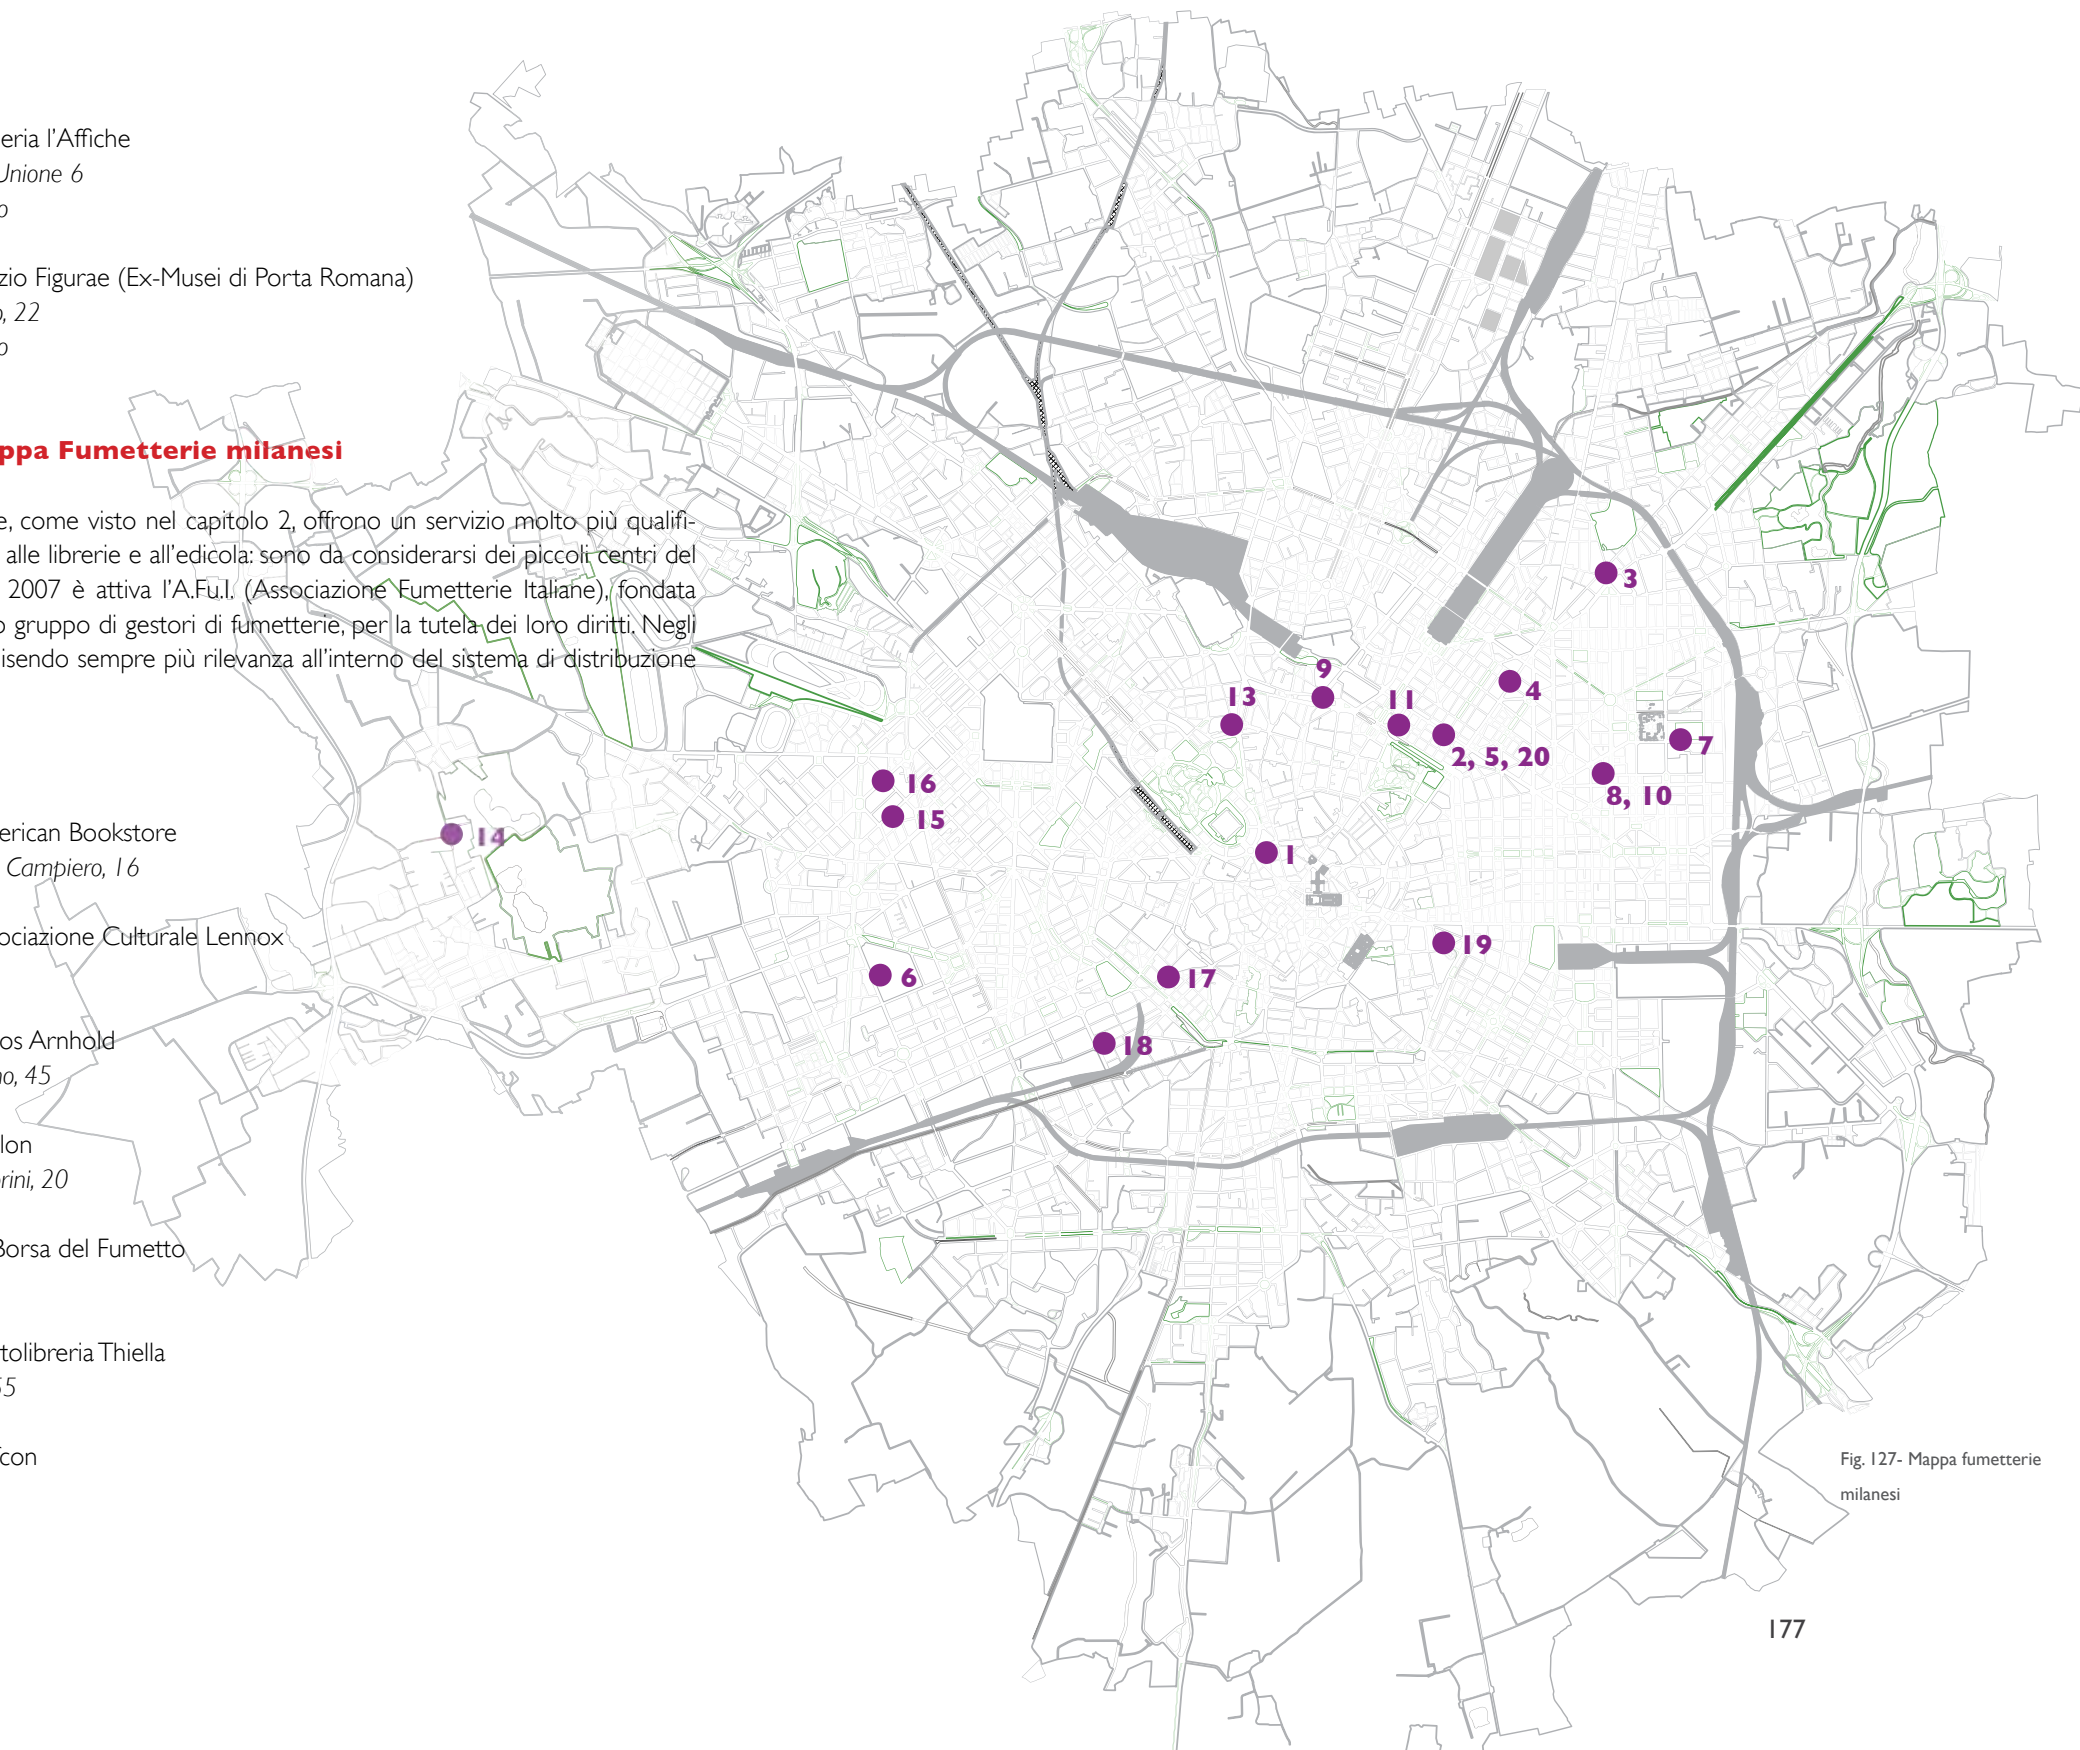 eria l'Affiche
Unione 6
o
zio Figurae (Ex-Musei di Porta Romana)
o, 22
o
ppa Fumetterie milanesi
e, come visto nel capitolo 2, offrono un servizio molto più qualifi-
alle librerie e all'edicola: sono da considerarsi dei piccoli centri del
2007 è attiva l'A.Fu.I. (Associazione Fumetterie Italiane), fondata
o gruppo di gestori di fumetterie, per la tutela dei loro diritti. Negli
isendo sempre più rilevanza all'interno del sistema di distribuzione
erican Bookstore
Campiero, 16
ociazione Culturale Lennox
os Arnhold
no, 45
lon
rini, 20
Borsa del Fumetto
tolibreria Thiella
55
con
3
9
4
13
11
2, 5, 20
7
16
8, 10
15
14
1
19
6
17
18
Fig. 127- Mappa fumetterie
milanesi
177